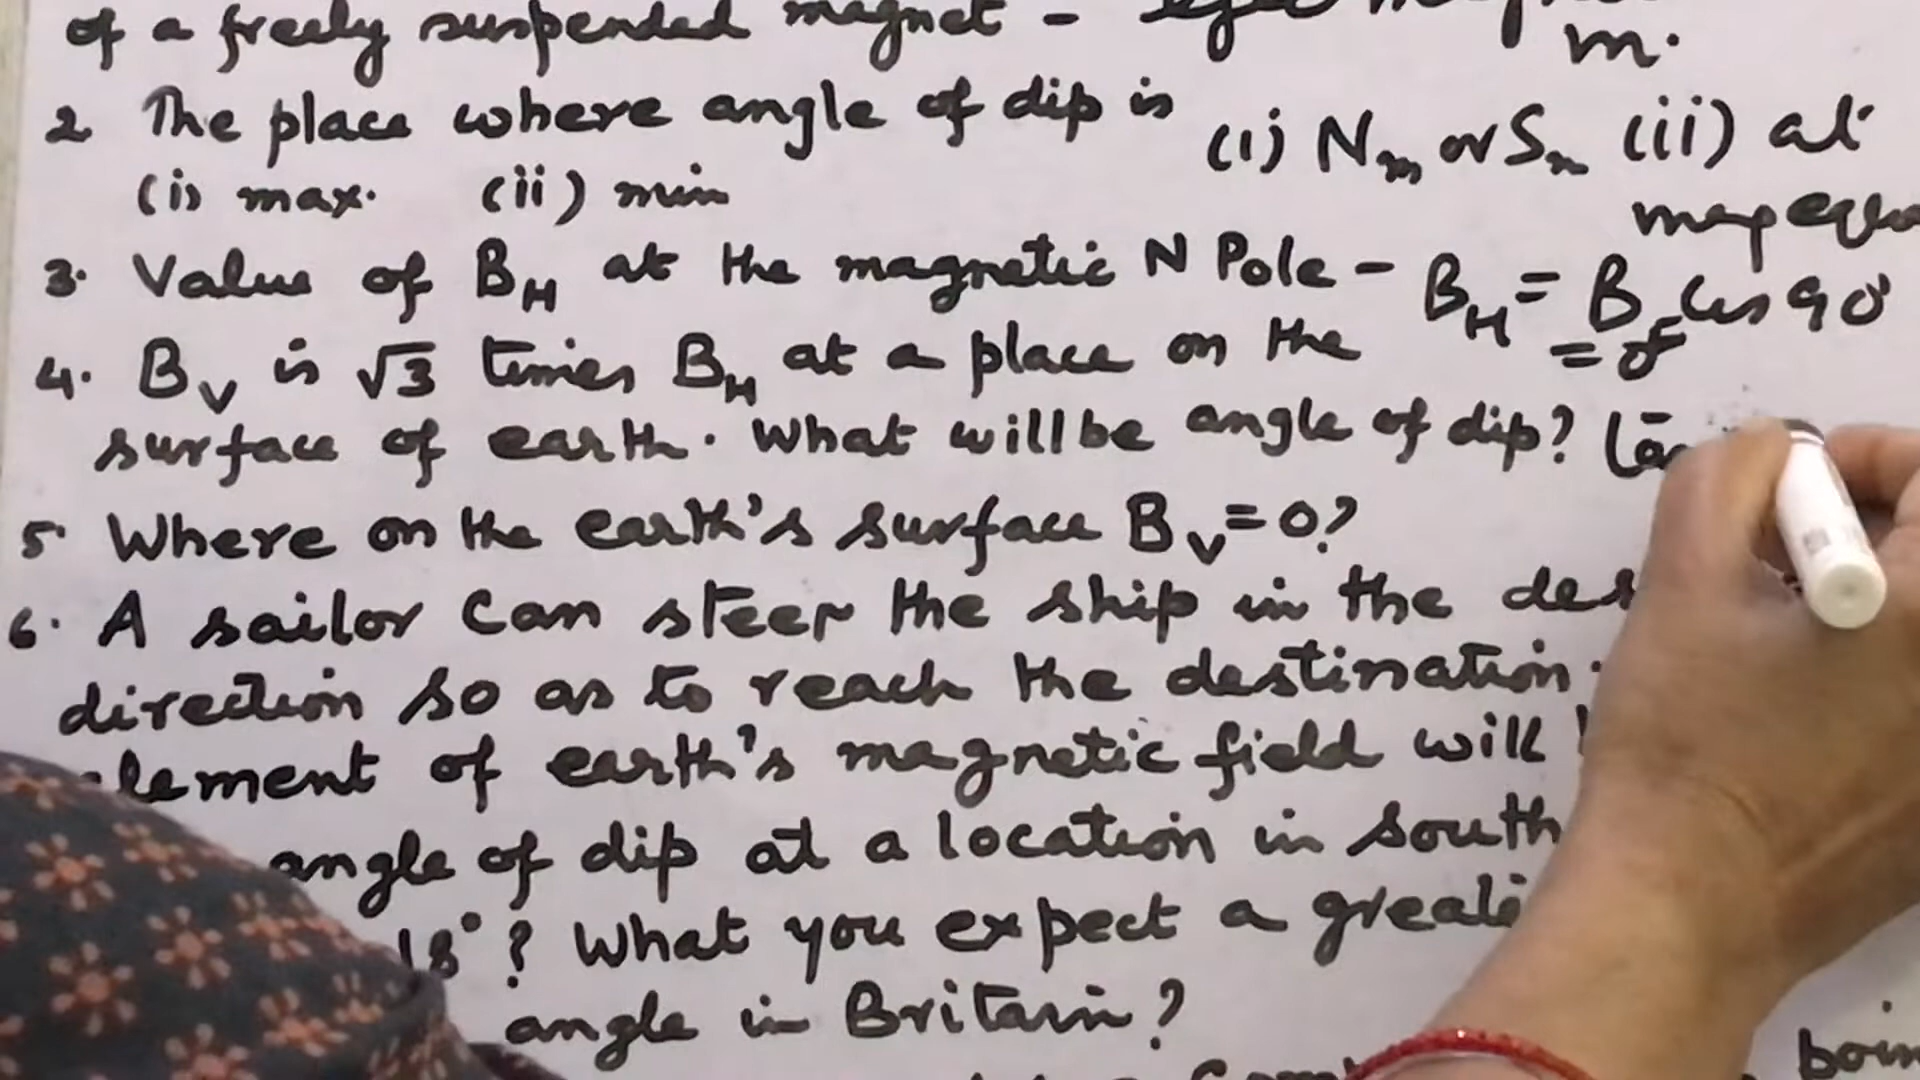 of a freely suspended magnet -
m.
2 The place where angle of dip is
(i) max. (ii) min
(i) Nm or Sm (ii) at
3. Value of BH at the magnetic N Pole - BH = B cos 90°
= 0
4. BV is √3 times BH at a place on the
surface of earth. What will be angle of dip?
5. Where on the earth's surface BV = 0?
6. A sailor can steer the ship in the des
direction so as to reach the destination.
lement of earth's magnetic field will
angle of dip at a location in south
18° ? What you expect a greate
angle in Britain?